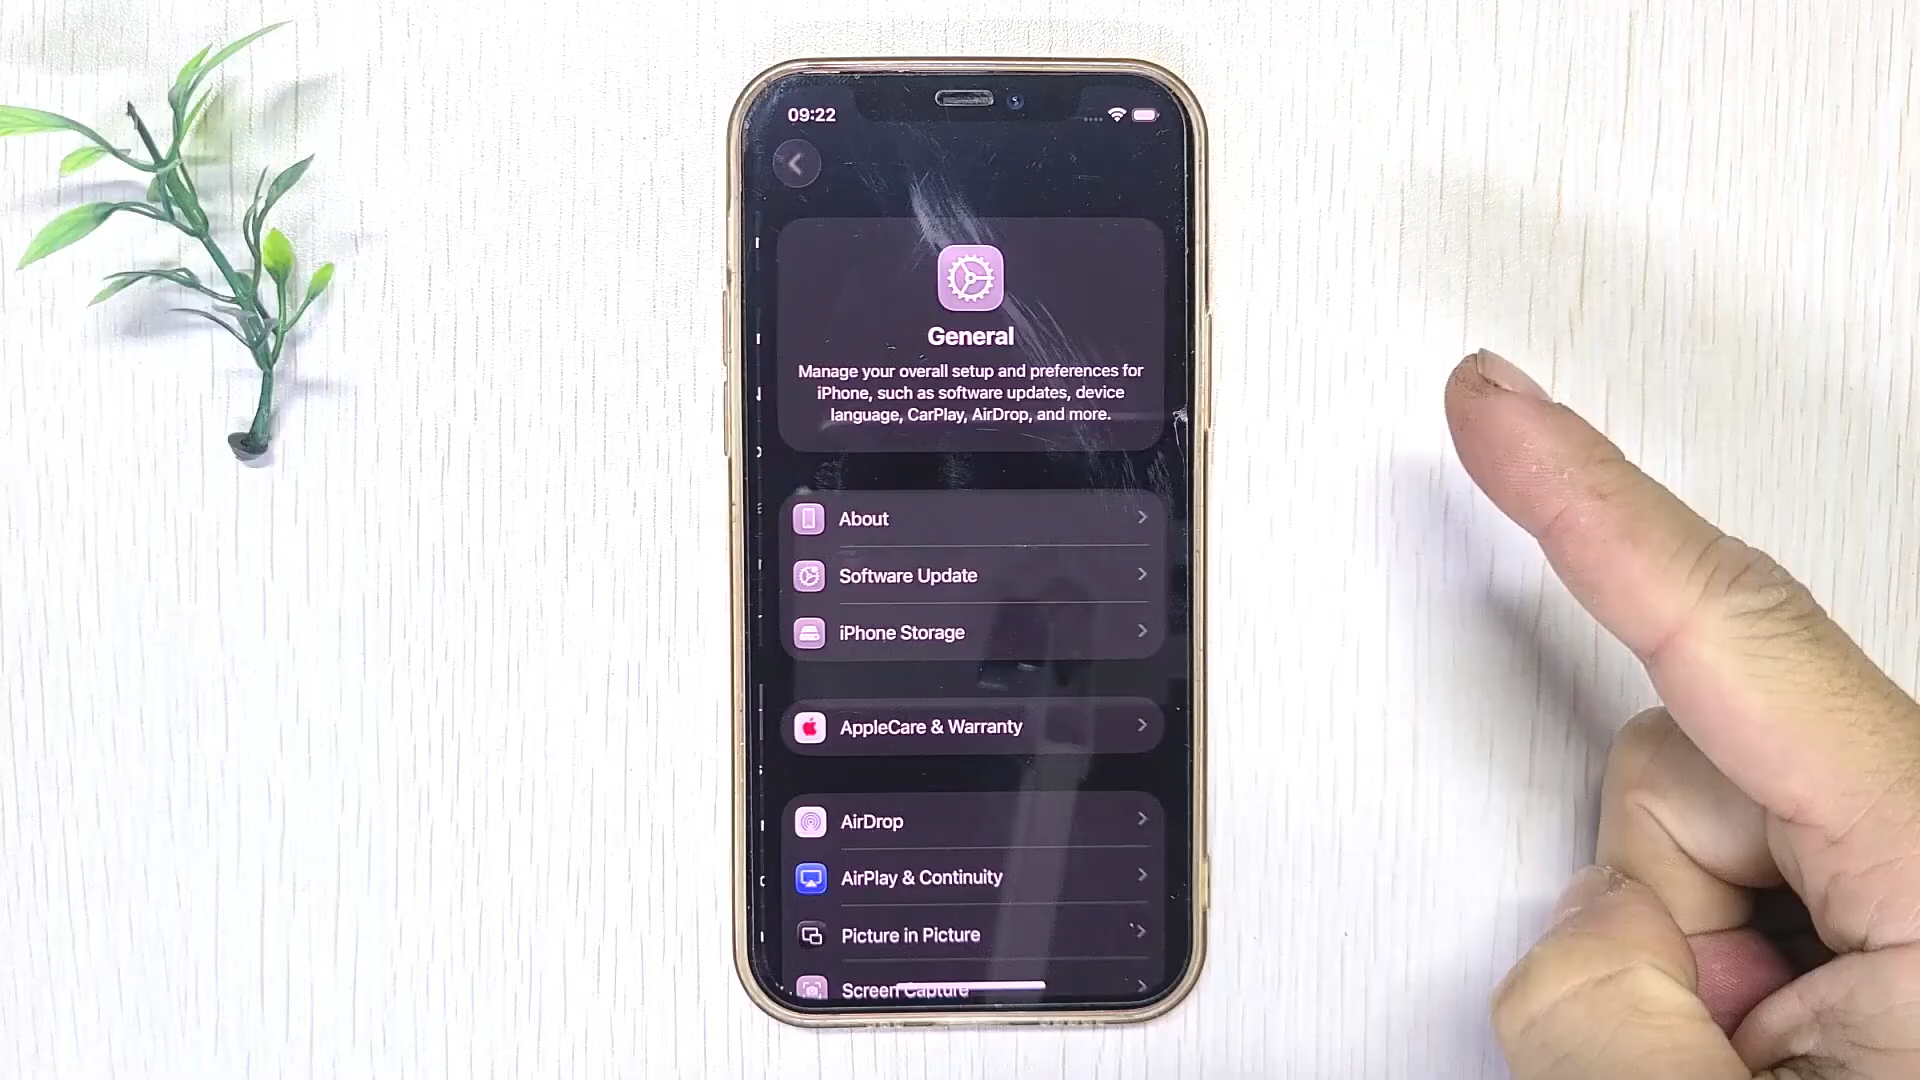 09:22
General
Manage your overall setup and preferences for
iPhone, such as software updates, device
language, CarPlay, AirDrop, and more.
About
Software Update
iPhone Storage
AppleCare & Warranty
AirDrop
AirPlay & Continuity
Picture in Picture
Screen Capture